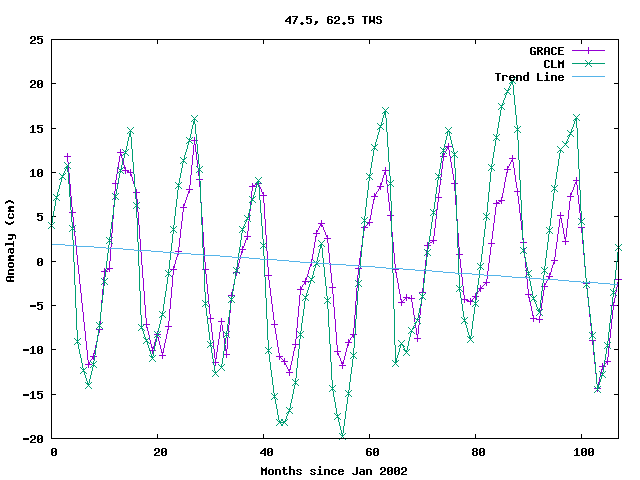 47.5, 62.5 TWS
GRACE
CLM
Trend Line
25
20
15
10
5
0
-5
-10
-15
-20
Anomaly (cm)
0 20 40 60 80 100
Months since Jan 2002